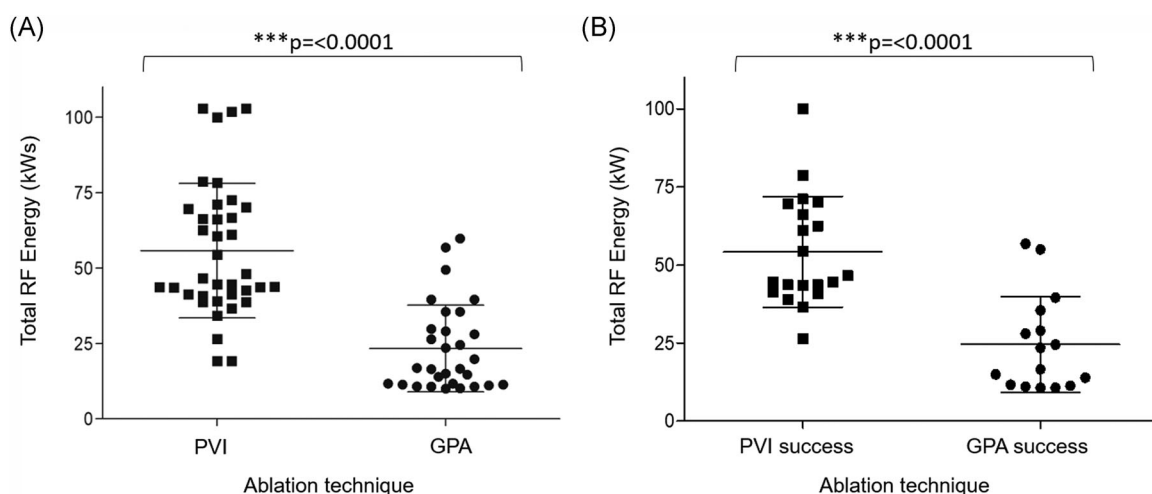 (A)
***p=<0.0001
Total RF Energy (kWs)
100
75
50
25
0
PVI
GPA
Ablation technique
(B)
***p=<0.0001
Total RF Energy (kW)
100
75
50
25
0
PVI success
GPA success
Ablation technique